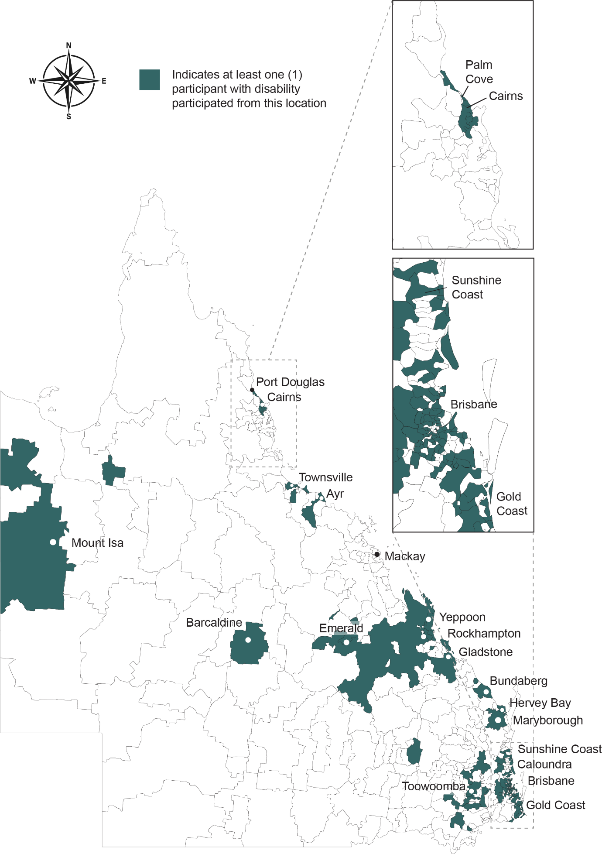 N
W
E
S
Indicates at least one (1)
participant with disability
participated from this location
Palm
Cove
Cairns
Sunshine
Coast
Brisbane
Gold
Coast
Port Douglas
Cairns
Townsville
Ayr
Mount Isa
Mackay
Barcaldine
Emerald
Yeppoon
Rockhampton
Gladstone
Bundaberg
Hervey Bay
Maryborough
Sunshine Coast
Caloundra
Toowoomba
Brisbane
Gold Coast